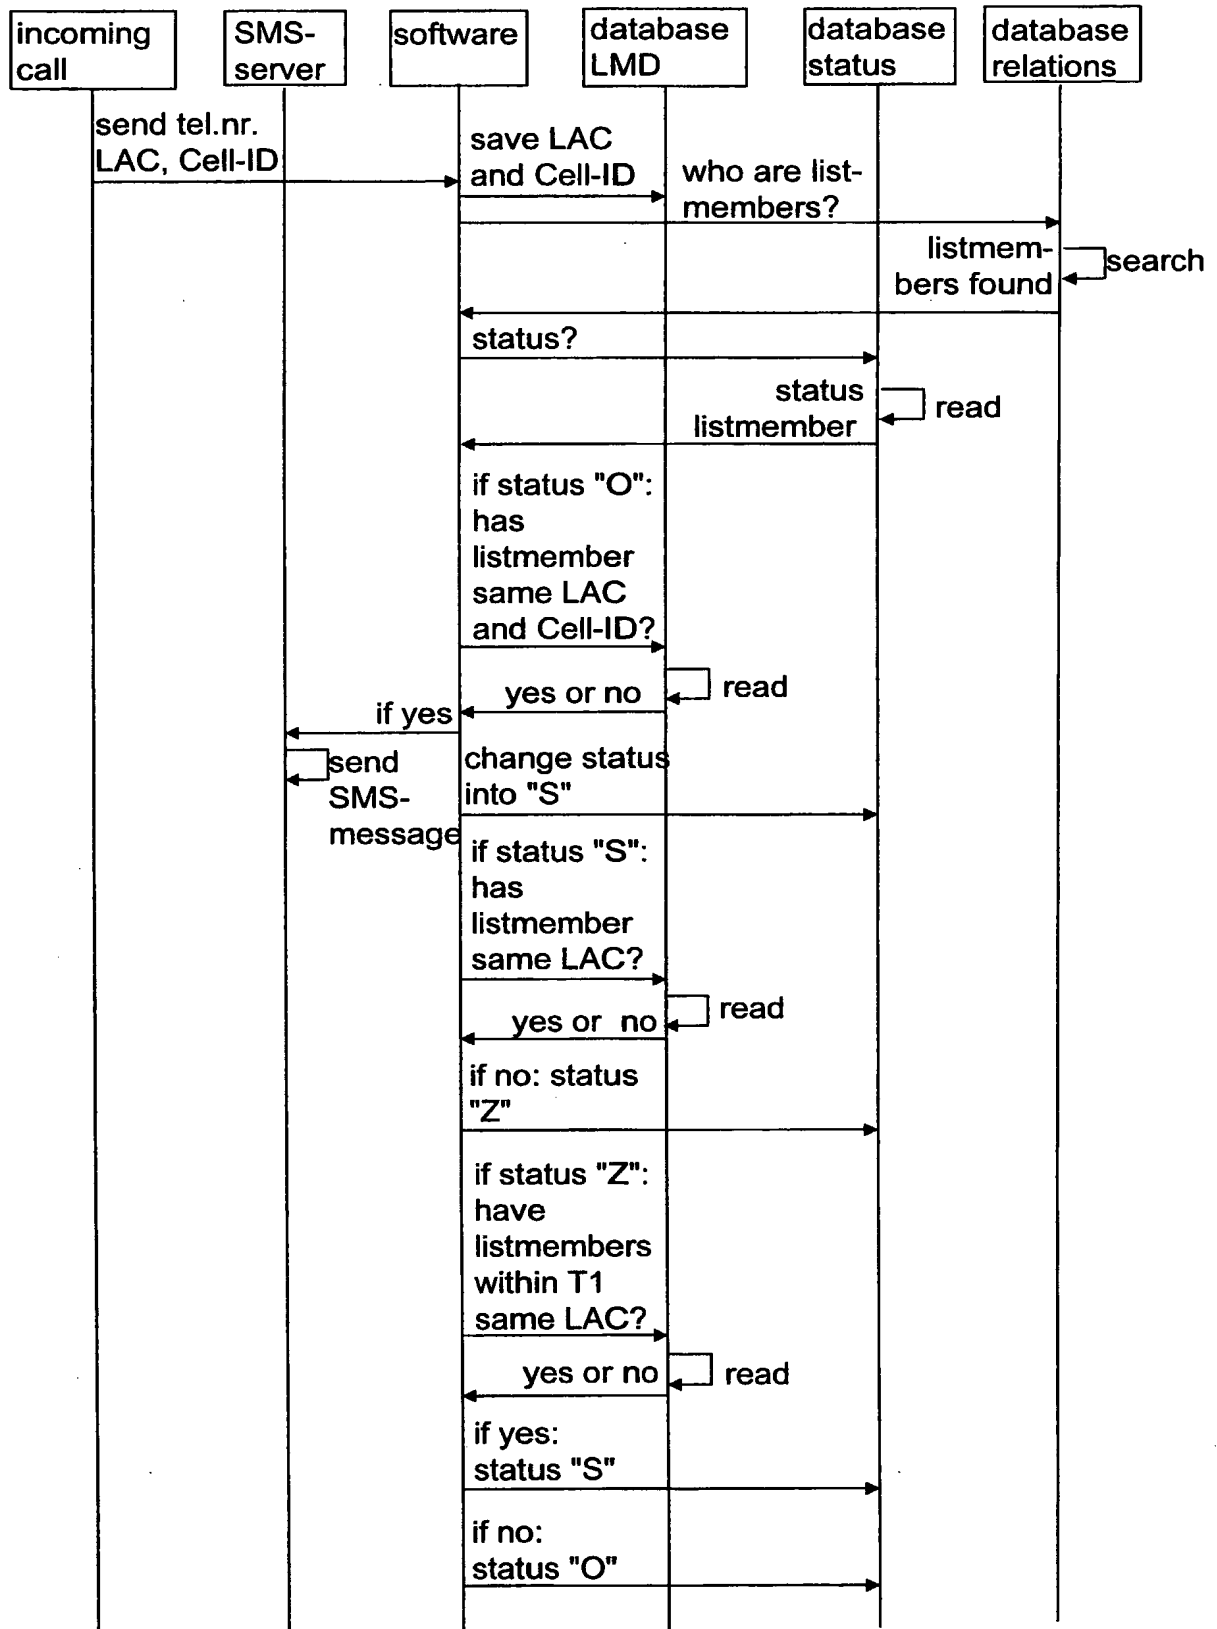 incoming
call
SMS-
server
software
database
LMD
database
status
database
relations
send tel.nr.
LAC, Cell-ID
save LAC
and Cell-ID
who are list-
members?
listmem-
bers found
search
status?
status
listmember
read
if status "O":
has
listmember
same LAC
and Cell-ID?
read
yes or no
if yes
send
SMS-
message
change status
into "S"
if status "S":
has
listmember
same LAC?
read
yes or no
if no: status
"Z"
if status "Z":
have
listmembers
within T1
same LAC?
read
yes or no
if yes:
status "S"
if no:
status "O"